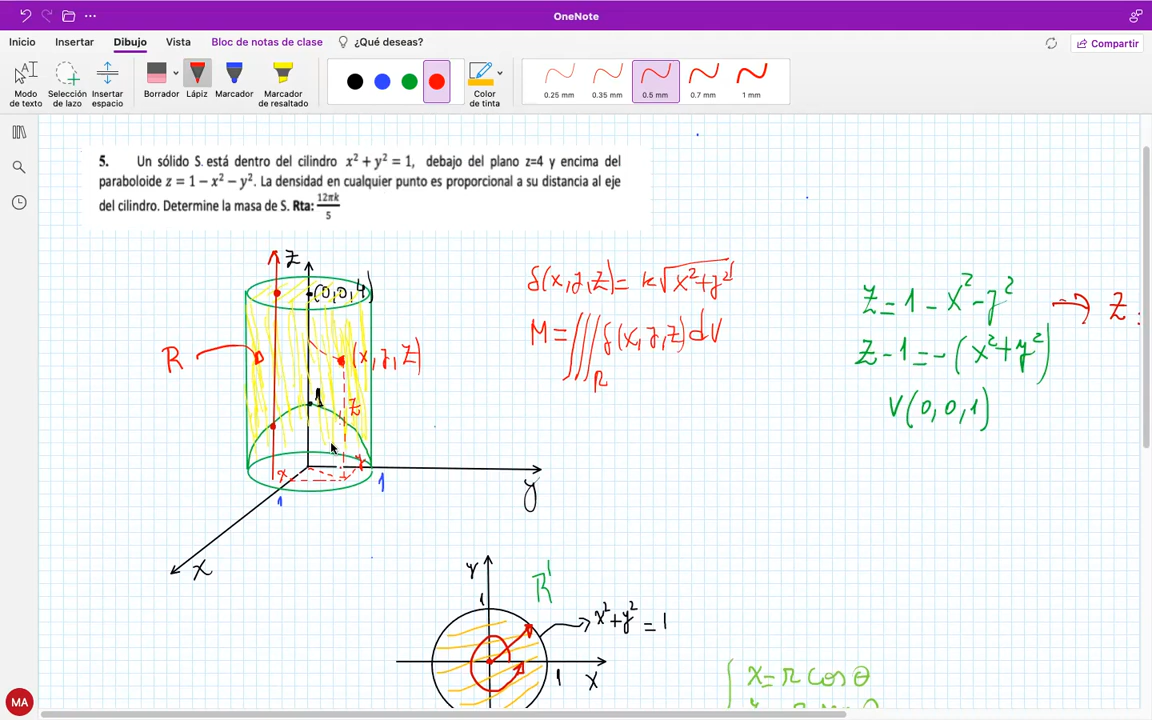 OneNote
Inicio Insertar Dibujo Vista Bloc de notas de clase ¿Qué deseas? Compartir
Modo de texto
Selección de lazo
Insertar espacio
Borrador
Lápiz
Marcador
Marcador de resaltado
Color de tinta
0.25 mm 0.35 mm 0.5 mm 0.7 mm 1 mm
5. Un sólido S. está dentro del cilindro x² + y² = 1, debajo del plano z=4 y encima del
paraboloide z = 1 − x² − y². La densidad en cualquier punto es proporcional a su distancia al eje
del cilindro. Determine la masa de S. Rta: 12πk/5
z
(0,0,4)
R
(x,y,z)
1
z
x
y
1
1
y
x
δ(x,y,z) = k√x²+y²
M = ∭_R δ(x,y,z) dV
z = 1 − x² − y² → z
z − 1 = −(x² + y²)
V(0,0,1)
y
R'
1
x² + y² = 1
1
x
x = r cos θ
MA